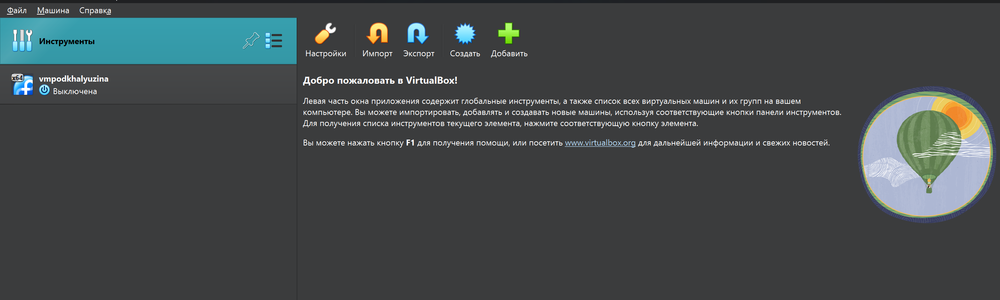 Файл Машина Справка
Инструменты
Настройки Импорт Экспорт Создать Добавить
x64
vmpodkhalyuzina
Выключена
Добро пожаловать в VirtualBox!
Левая часть окна приложения содержит глобальные инструменты, а также список всех виртуальных машин и их групп на вашем
компьютере. Вы можете импортировать, добавлять и создавать новые машины, используя соответствующие кнопки панели инструментов.
Для получения списка инструментов текущего элемента, нажмите соответствующую кнопку элемента.
Вы можете нажать кнопку F1 для получения помощи, или посетить www.virtualbox.org для дальнейшей информации и свежих новостей.